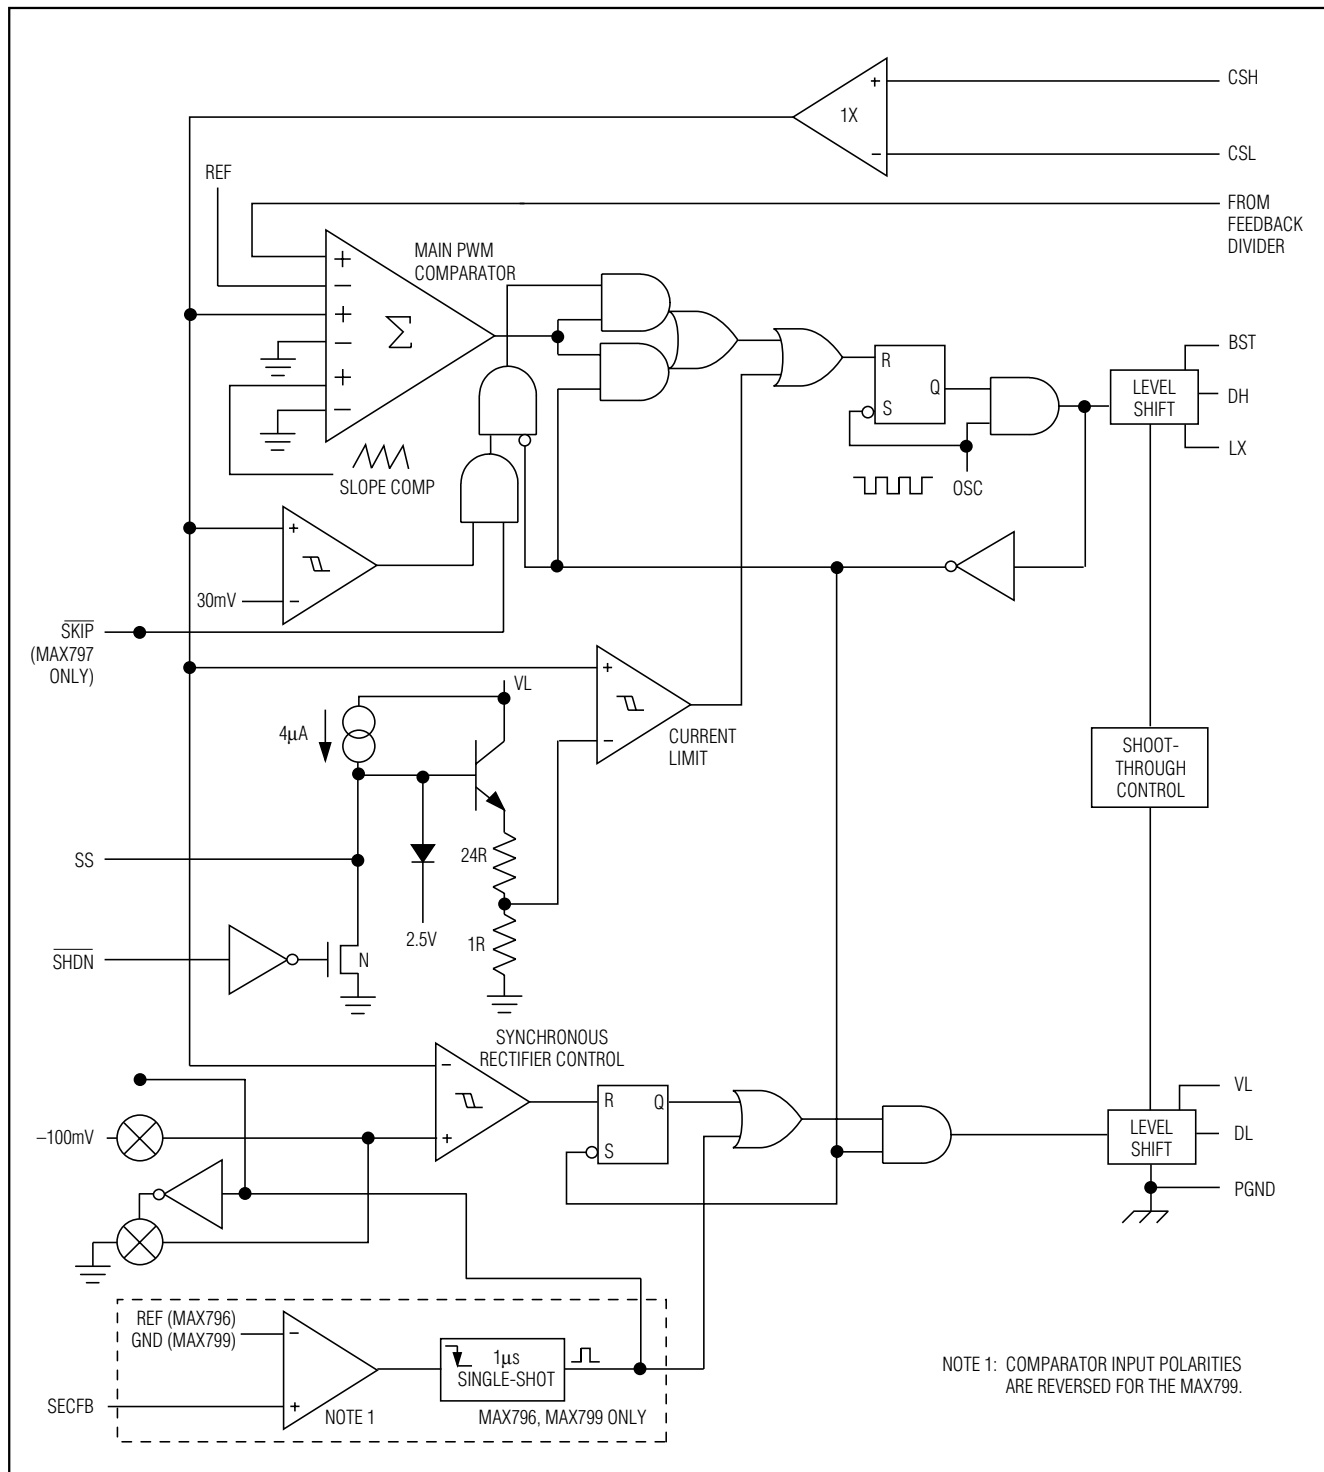 CSH
+
1X
−
CSL
REF
FROM
FEEDBACK
DIVIDER
MAIN PWM
COMPARATOR
+
−
+
−
+
−
Σ
R
Q
S
LEVEL
SHIFT
BST
DH
LX
SLOPE COMP
OSC
+
30mV
−
SKIP
(MAX797
ONLY)
VL
4µA
+
−
CURRENT
LIMIT
SHOOT-
THROUGH
CONTROL
SS
24R
2.5V
1R
SHDN
N
SYNCHRONOUS
RECTIFIER CONTROL
−
+
–100mV
R
Q
S
LEVEL
SHIFT
VL
DL
PGND
REF (MAX796)
GND (MAX799)
−
+
SECFB
NOTE 1
1µs
SINGLE-SHOT
MAX796, MAX799 ONLY
NOTE 1: COMPARATOR INPUT POLARITIES
ARE REVERSED FOR THE MAX799.